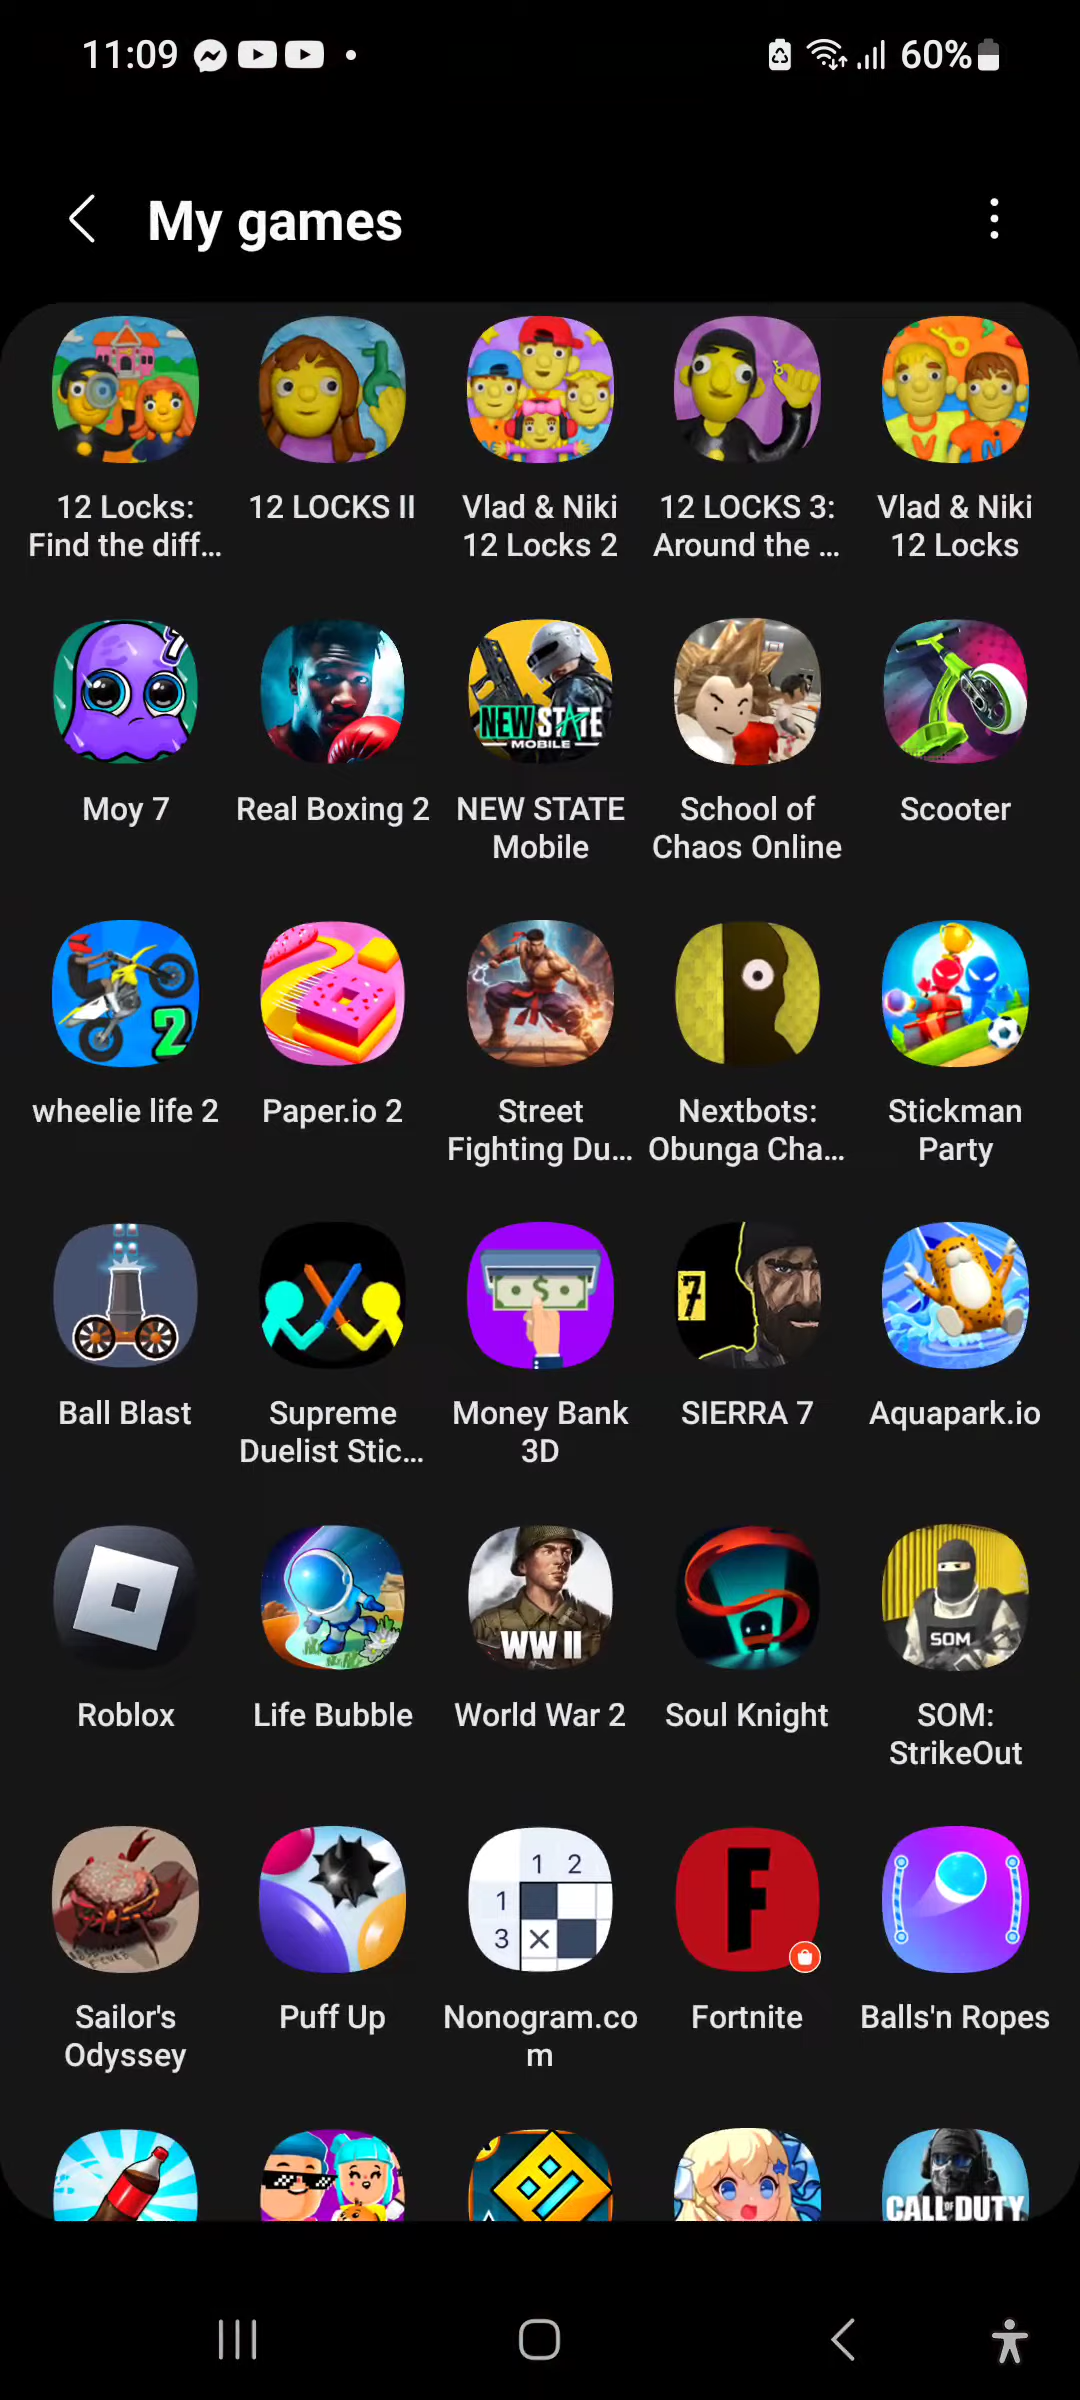 11:09
60%
My games
12 Locks:
Find the diff...
12 LOCKS II
Vlad & Niki
12 Locks 2
12 LOCKS 3:
Around the ...
Vlad & Niki
12 Locks
7
NEW STATE
MOBILE
Moy 7
Real Boxing 2
NEW STATE
Mobile
School of
Chaos Online
Scooter
2
wheelie life 2
Paper.io 2
Street
Fighting Du...
Nextbots:
Obunga Cha...
Stickman
Party
$
7
Ball Blast
Supreme
Duelist Stic...
Money Bank
3D
SIERRA 7
Aquapark.io
WW II
SOM
Roblox
Life Bubble
World War 2
Soul Knight
SOM:
StrikeOut
1 2
1
3
F
Sailor's
Odyssey
Puff Up
Nonogram.co
m
Fortnite
Balls'n Ropes
CALL OF DUTY